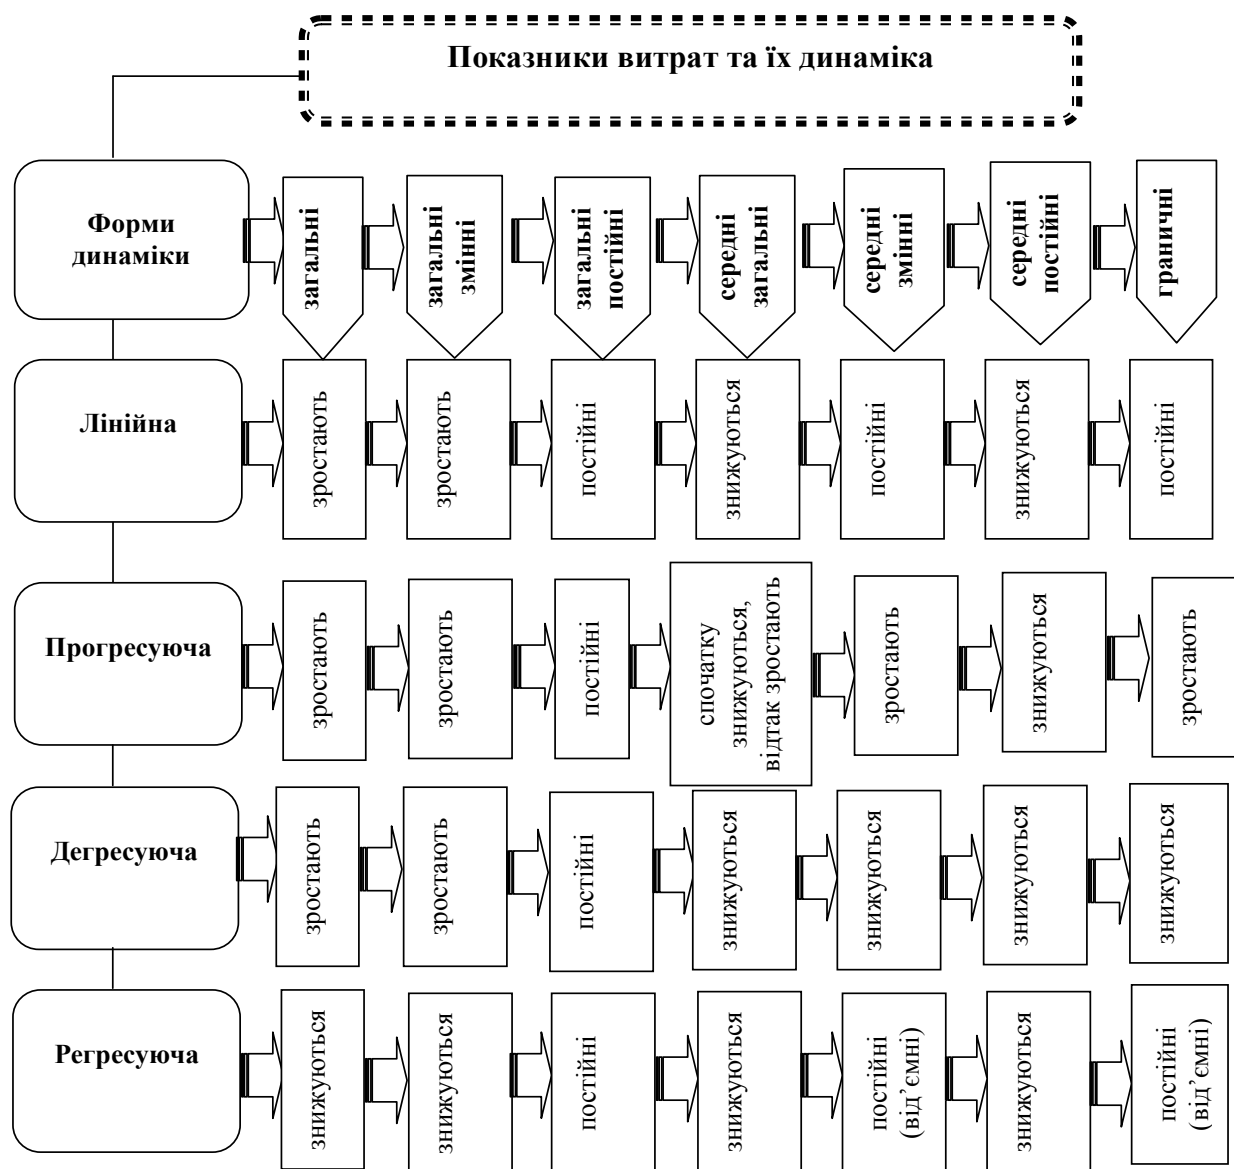 Показники витрат та їх динаміка
Форми
динаміки
загальні
загальні
змінні
загальні
постійні
середні
загальні
середні
змінні
середні
постійні
граничні
Лінійна
зростають
зростають
постійні
знижуються
постійні
знижуються
постійні
Прогресуюча
зростають
зростають
постійні
спочатку
знижуються,
відтак зростають
зростають
знижуються
зростають
Дегресуюча
зростають
зростають
постійні
знижуються
знижуються
знижуються
знижуються
Регресуюча
знижуються
знижуються
постійні
знижуються
постійні
(від’ємні)
знижуються
постійні
(від’ємні)